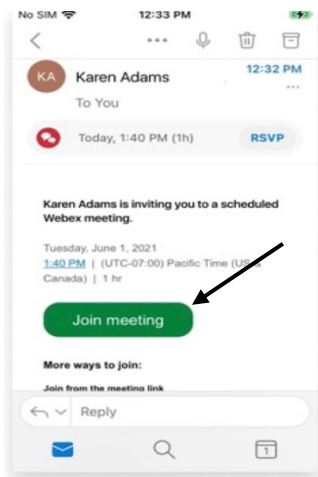 No SIM 12:33 PM
KA Karen Adams 12:32 PM
To You
Today, 1:40 PM (1h) RSVP
Karen Adams is inviting you to a scheduled
Webex meeting.
Tuesday, June 1, 2021
1:40 PM | (UTC-07:00) Pacific Time (US &
Canada) | 1 hr
Join meeting
More ways to join:
Join from the meeting link
Reply
1